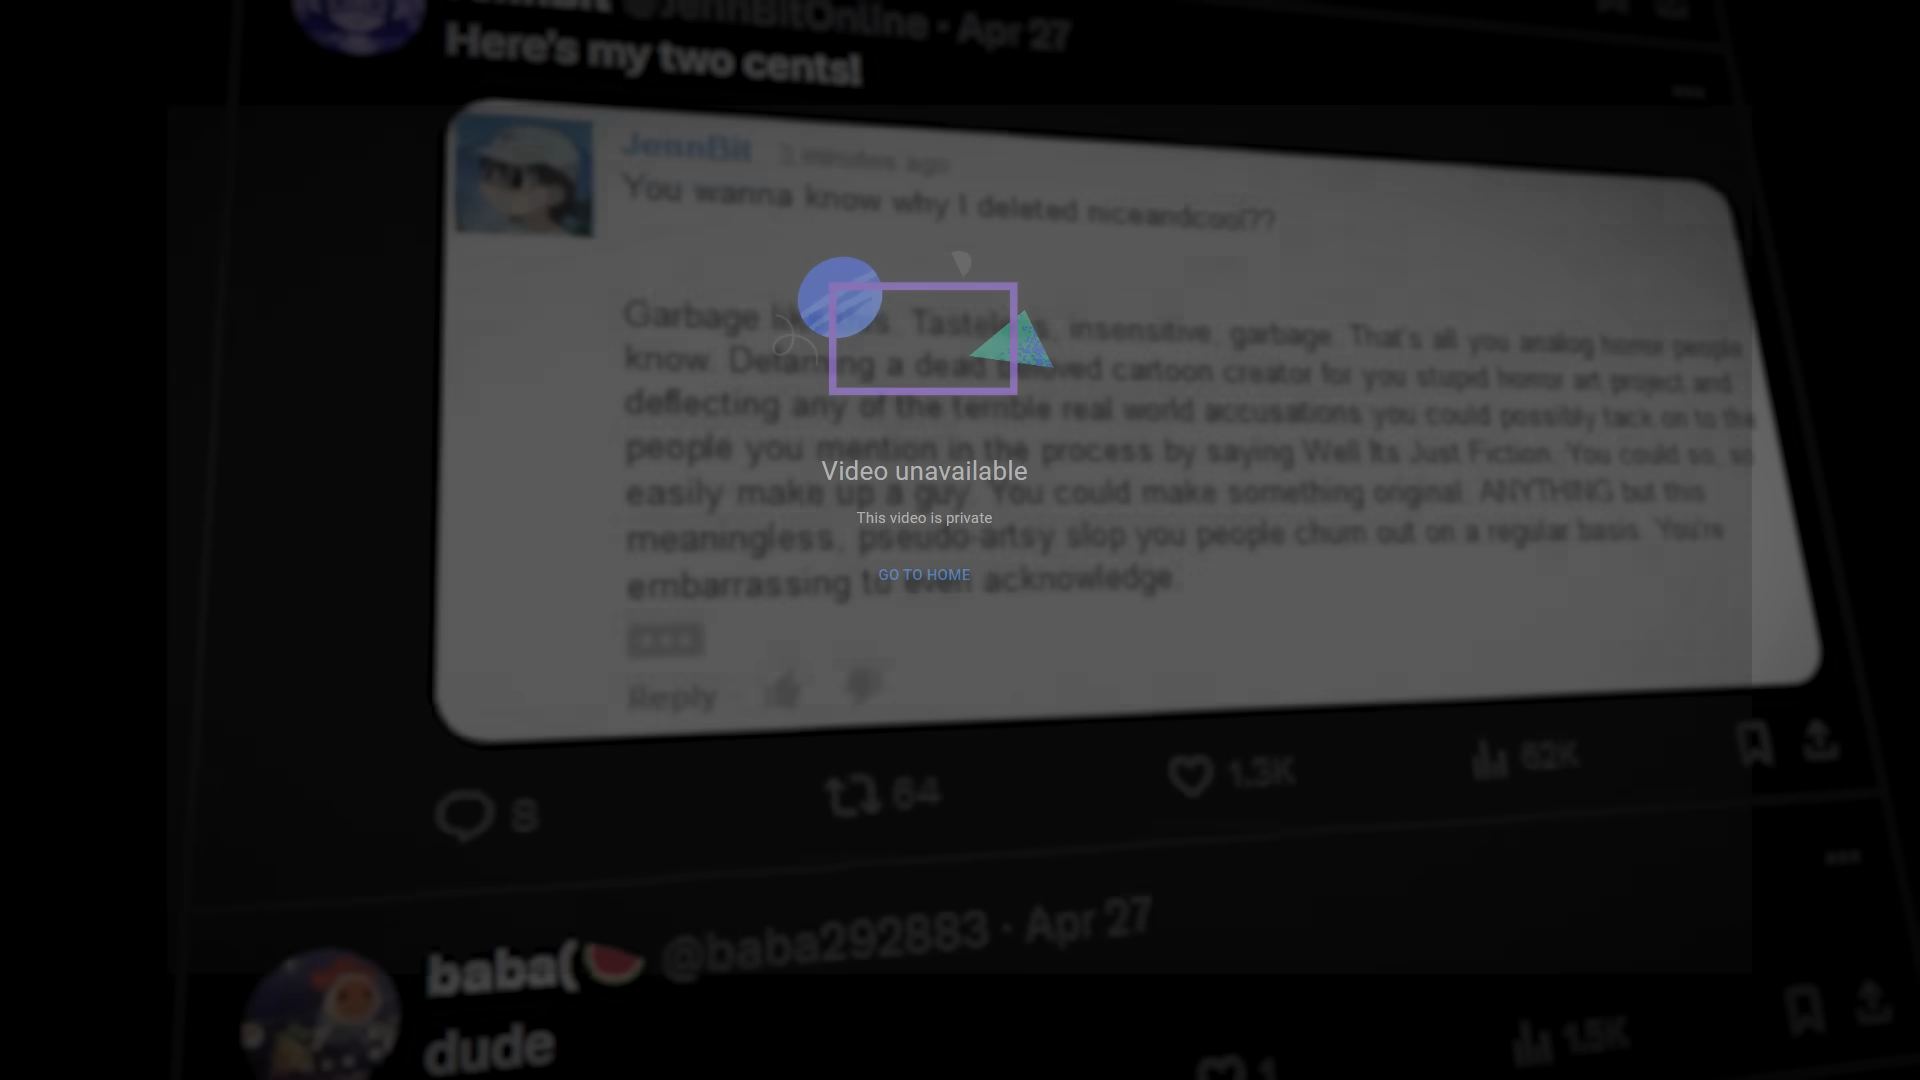 @JennBitOnline · Apr 27
Here's my two cents!
JennBit 3 minutes ago
You wanna know why I deleted niceandcool??
Garbage Tasteless, insensitive, garbage. That's all you analog horror people
know. Defaming a dead beloved cartoon creator for you stupid horror art project and
deflecting any of the terrible real world accusations you could possibly tack on to the
people you mention in the process by saying Well Its Just Fiction. You could so, so
Video unavailable
easily make up a guy. You could make something original. ANYTHING but this
This video is private
meaningless, pseudo-artsy slop you people churn out on a regular basis. You're
GO TO HOME
embarrassing to even acknowledge.
Reply
8 64 1.3K 62K
baba(🍉 @baba292883 · Apr 27
dude
1 1.5K